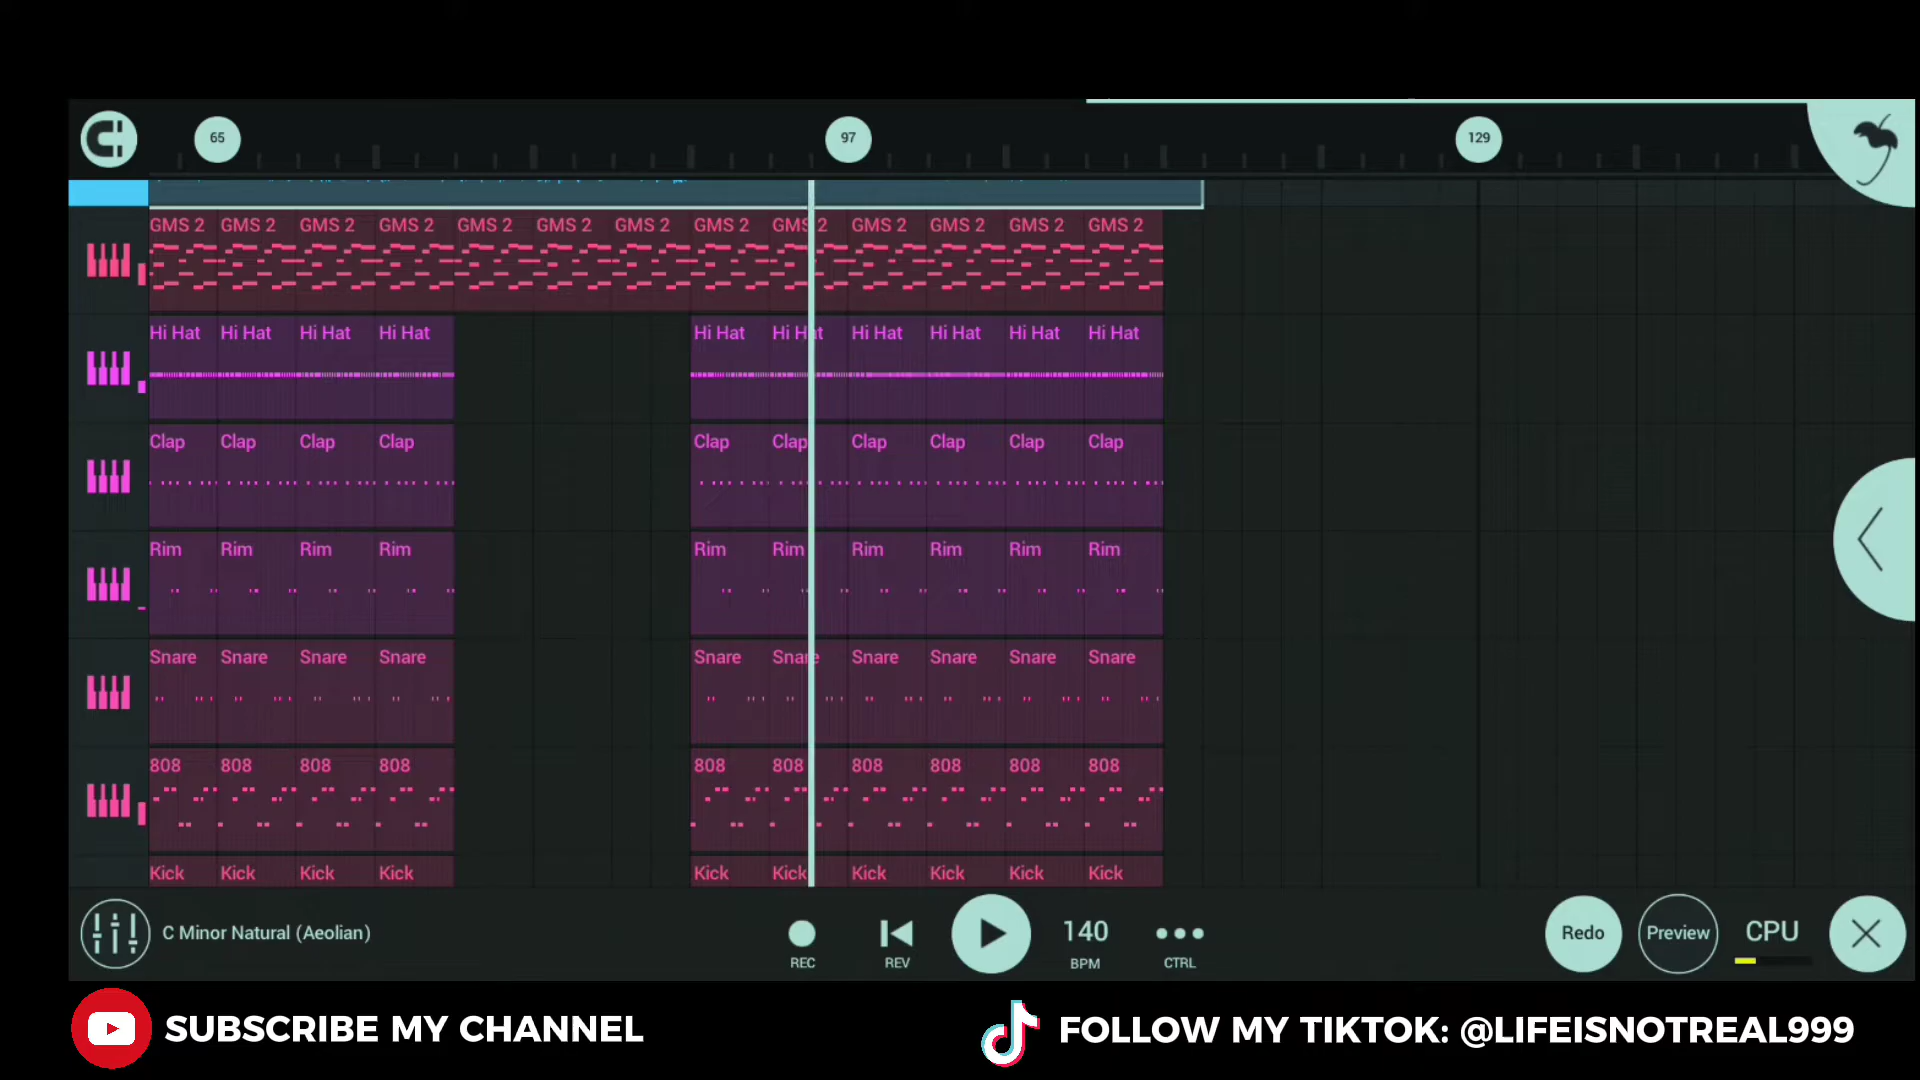 65 97 129
GMS 2 GMS 2 GMS 2 GMS 2 GMS 2 GMS 2 GMS 2 GMS 2 GMS 2 GMS 2 GMS 2 GMS 2 GMS 2
Hi Hat Hi Hat Hi Hat Hi Hat Hi Hat Hi Hat Hi Hat Hi Hat Hi Hat Hi Hat
Clap Clap Clap Clap Clap Clap Clap Clap Clap Clap
Rim Rim Rim Rim Rim Rim Rim Rim Rim Rim
Snare Snare Snare Snare Snare Snare Snare Snare Snare Snare
808 808 808 808 808 808 808 808 808 808
Kick Kick Kick Kick Kick Kick Kick Kick Kick Kick
C Minor Natural (Aeolian)
REC REV 140 BPM CTRL
Redo Preview CPU
SUBSCRIBE MY CHANNEL
FOLLOW MY TIKTOK: @LIFEISNOTREAL999